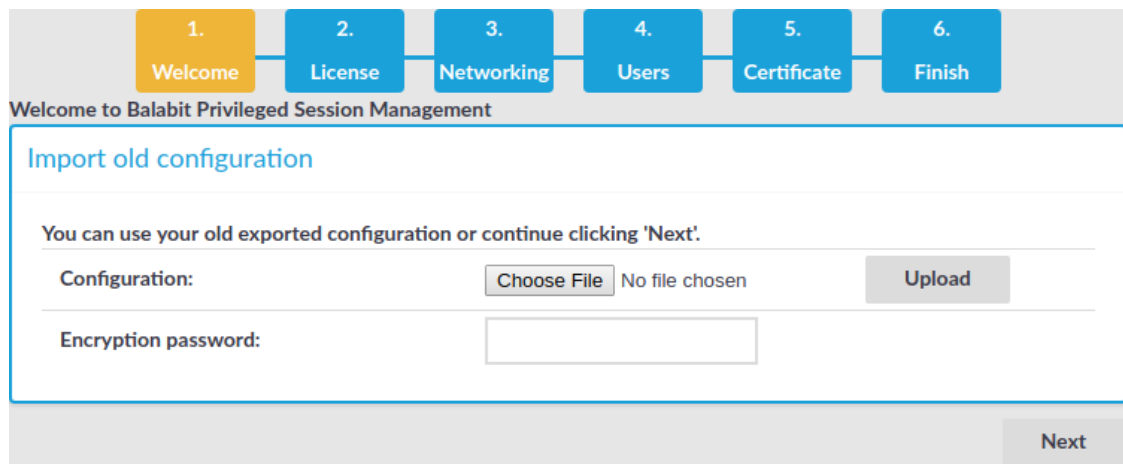 1. 2. 3. 4. 5. 6.
Welcome License Networking Users Certificate Finish
Welcome to Balabit Privileged Session Management
Import old configuration
You can use your old exported configuration or continue clicking 'Next'.
Configuration: Choose File No file chosen Upload
Encryption password:
Next